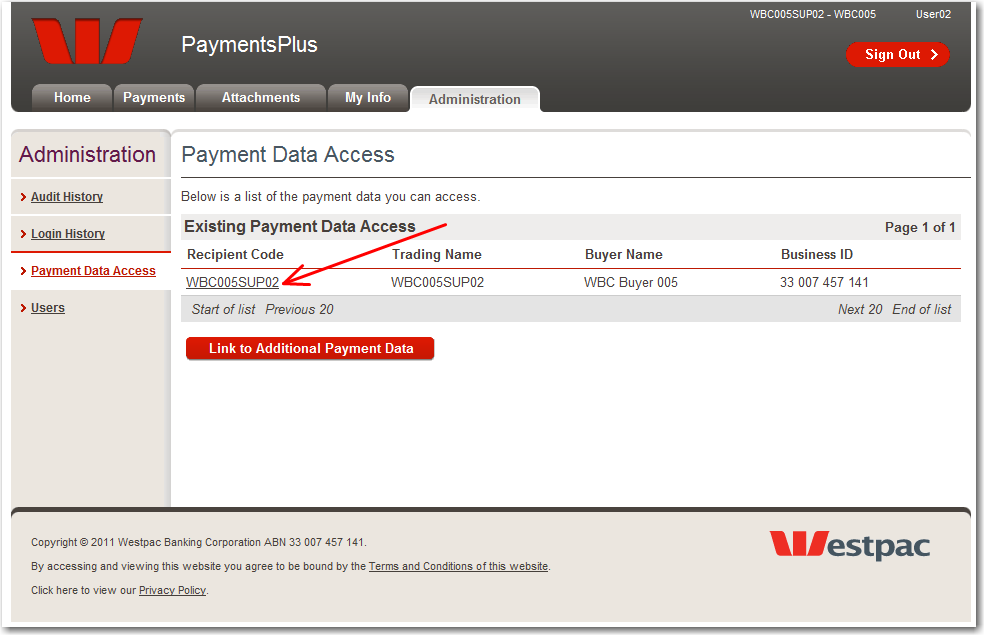 WBC005SUP02 - WBC005 User02
PaymentsPlus
Sign Out
Home Payments Attachments My Info Administration
Administration
Audit History
Login History
Payment Data Access
Users
Payment Data Access
Below is a list of the payment data you can access.
Existing Payment Data Access Page 1 of 1
Recipient Code Trading Name Buyer Name Business ID
WBC005SUP02 WBC005SUP02 WBC Buyer 005 33 007 457 141
Start of list Previous 20 Next 20 End of list
Link to Additional Payment Data
Copyright © 2011 Westpac Banking Corporation ABN 33 007 457 141.
By accessing and viewing this website you agree to be bound by the Terms and Conditions of this website.
Click here to view our Privacy Policy.
Westpac